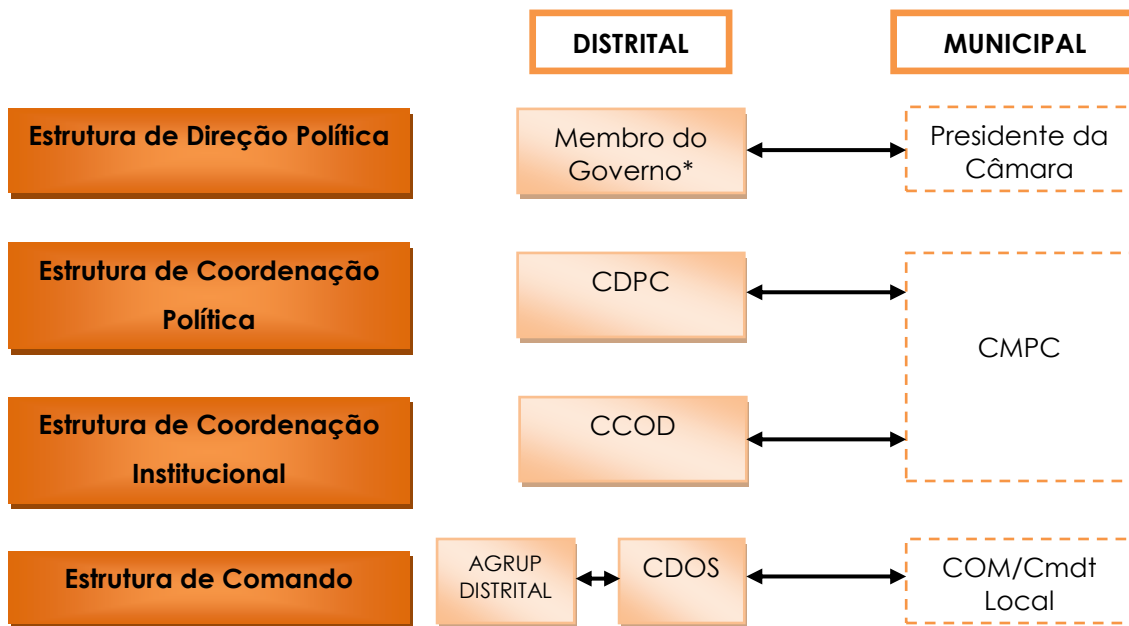 DISTRITAL
MUNICIPAL
Estrutura de Direção Política
Membro do
Governo*
Presidente da
Câmara
Estrutura de Coordenação
Política
CDPC
CMPC
Estrutura de Coordenação
Institucional
CCOD
Estrutura de Comando
AGRUP
DISTRITAL
CDOS
COM/Cmdt
Local